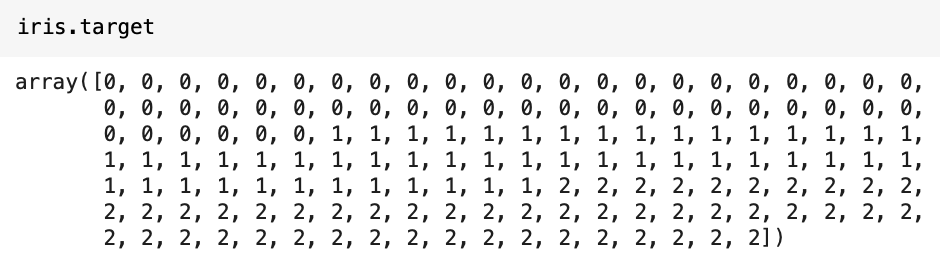 iris.target
array([0, 0, 0, 0, 0, 0, 0, 0, 0, 0, 0, 0, 0, 0, 0, 0, 0, 0, 0, 0, 0, 0,
0, 0, 0, 0, 0, 0, 0, 0, 0, 0, 0, 0, 0, 0, 0, 0, 0, 0, 0, 0, 0, 0,
0, 0, 0, 0, 0, 0, 1, 1, 1, 1, 1, 1, 1, 1, 1, 1, 1, 1, 1, 1, 1, 1,
1, 1, 1, 1, 1, 1, 1, 1, 1, 1, 1, 1, 1, 1, 1, 1, 1, 1, 1, 1, 1, 1,
1, 1, 1, 1, 1, 1, 1, 1, 1, 1, 1, 1, 2, 2, 2, 2, 2, 2, 2, 2, 2, 2,
2, 2, 2, 2, 2, 2, 2, 2, 2, 2, 2, 2, 2, 2, 2, 2, 2, 2, 2, 2, 2, 2,
2, 2, 2, 2, 2, 2, 2, 2, 2, 2, 2, 2, 2, 2, 2, 2, 2, 2])